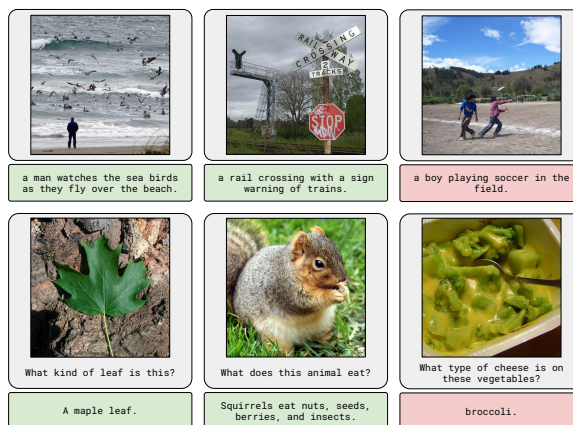 RAIL CROSSING WAY
2
TRACKS
STOP
a man watches the sea birds
as they fly over the beach.
a rail crossing with a sign
warning of trains.
a boy playing soccer in the
field.
What kind of leaf is this?
What does this animal eat?
What type of cheese is on
these vegetables?
A maple leaf.
Squirrels eat nuts, seeds,
berries, and insects.
broccoli.